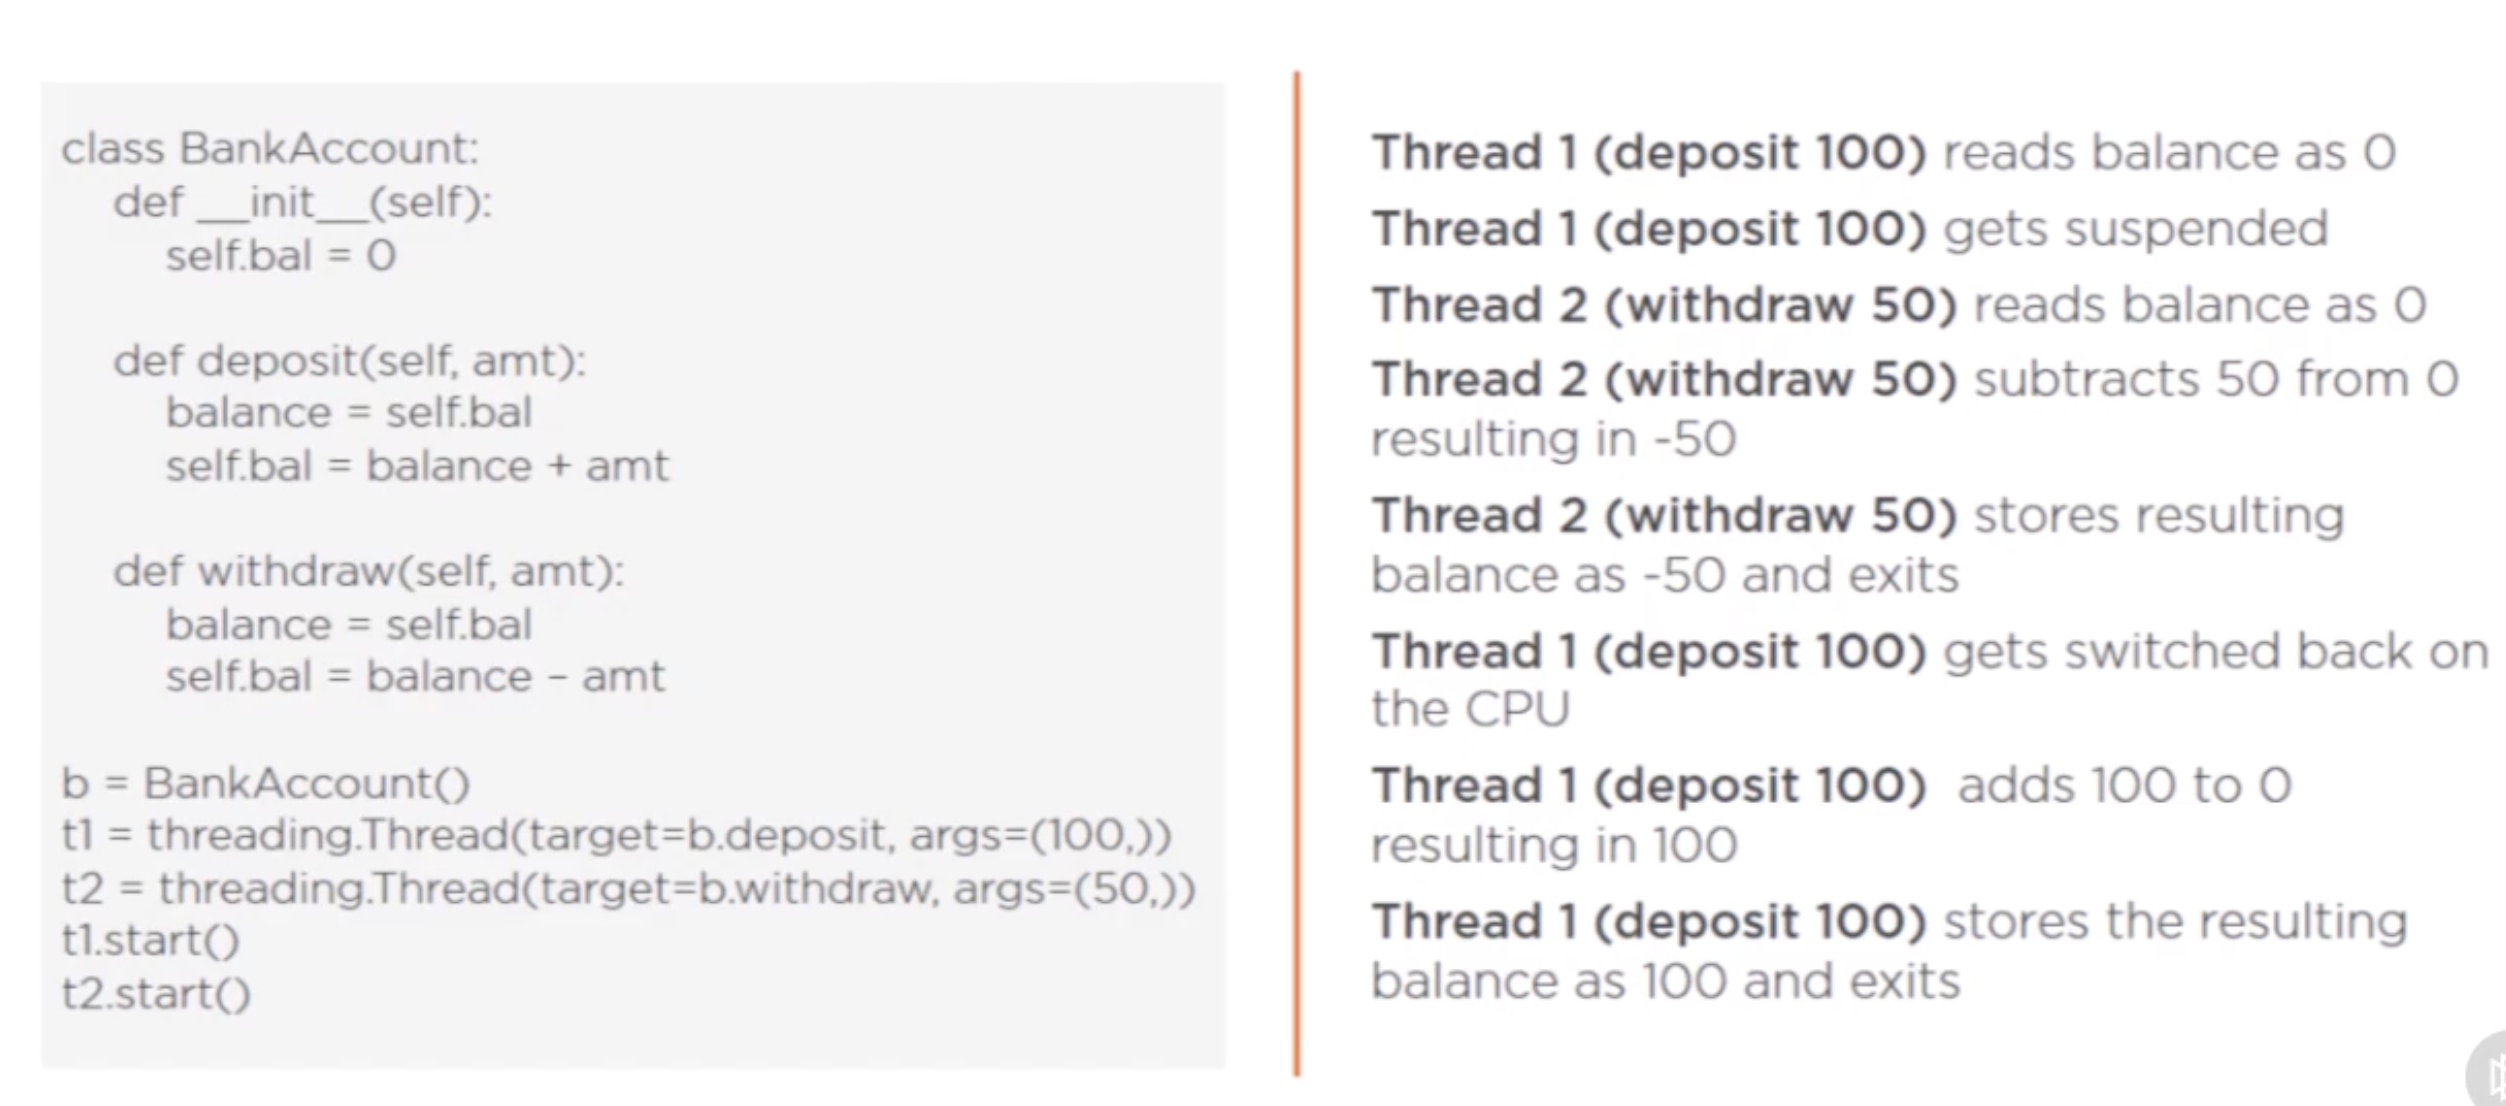 class BankAccount:
def __init__(self):
self.bal = 0
def deposit(self, amt):
balance = self.bal
self.bal = balance + amt
def withdraw(self, amt):
balance = self.bal
self.bal = balance – amt
b = BankAccount()
t1 = threading.Thread(target=b.deposit, args=(100,))
t2 = threading.Thread(target=b.withdraw, args=(50,))
t1.start()
t2.start()
Thread 1 (deposit 100) reads balance as 0
Thread 1 (deposit 100) gets suspended
Thread 2 (withdraw 50) reads balance as 0
Thread 2 (withdraw 50) subtracts 50 from 0
resulting in -50
Thread 2 (withdraw 50) stores resulting
balance as -50 and exits
Thread 1 (deposit 100) gets switched back on
the CPU
Thread 1 (deposit 100)  adds 100 to 0
resulting in 100
Thread 1 (deposit 100) stores the resulting
balance as 100 and exits